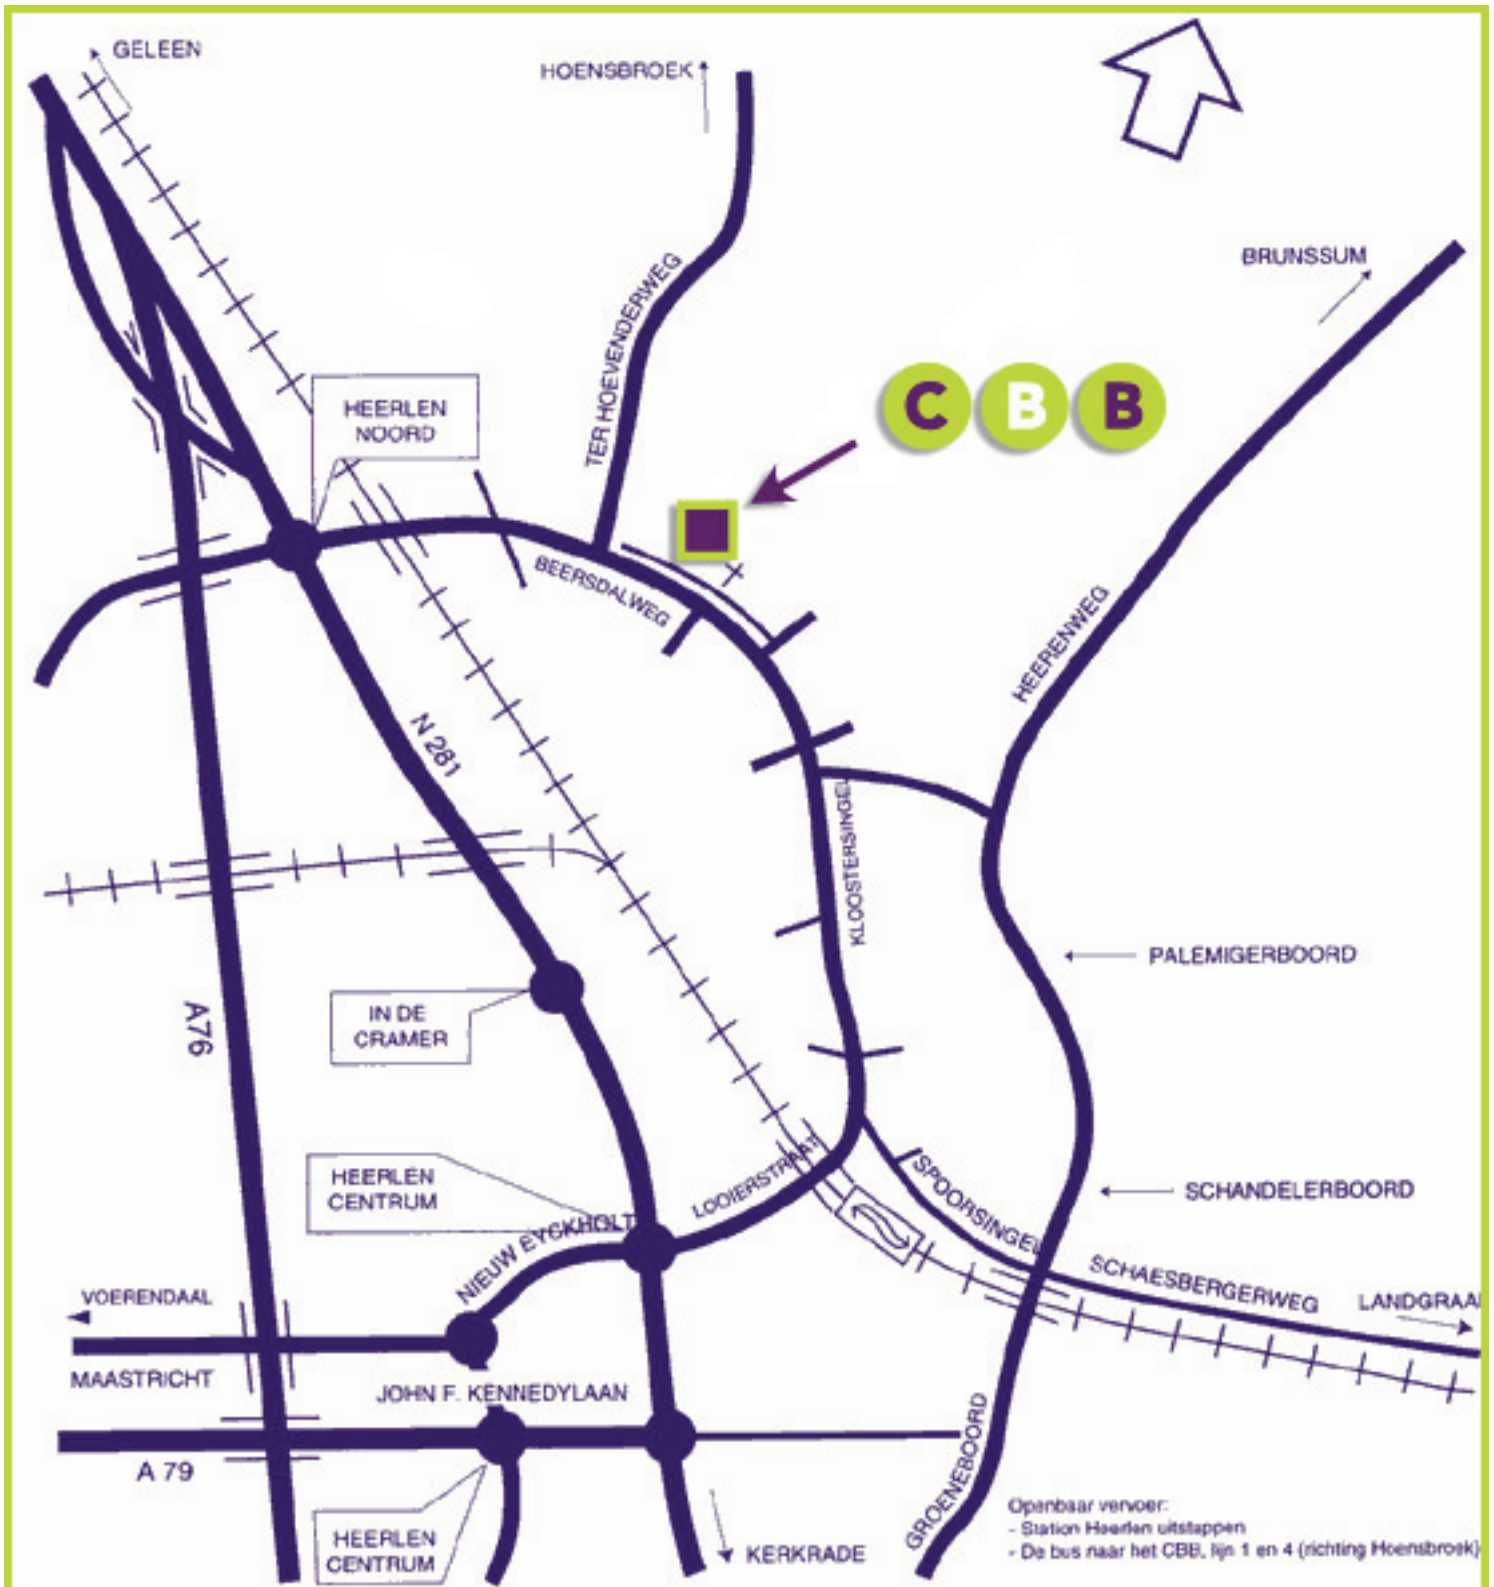 GELEEN
HOENSBROEK
BRUNSSUM
TER HOEVENDERWEG
C B B
HEERLEN
NOORD
BEERSDALWEG
HEERENWEG
N 281
KLOOSTERSINGEL
PALEMIGERBOORD
A76
IN DE
CRAMER
HEERLEN
CENTRUM
LOOIERSTRAAT
SPOORSINGEL
SCHANDELERBOORD
NIEUW EYCKHOLT
SCHAESBERGERWEG
VOERENDAAL
LANDGRAA
MAASTRICHT
JOHN F. KENNEDYLAAN
A 79
GROENEBOORD
HEERLEN
CENTRUM
KERKRADE
Openbaar vervoer:
- Station Heerlen uitstappen
- De bus naar het CBB, lijn 1 en 4 (richting Hoensbroek)